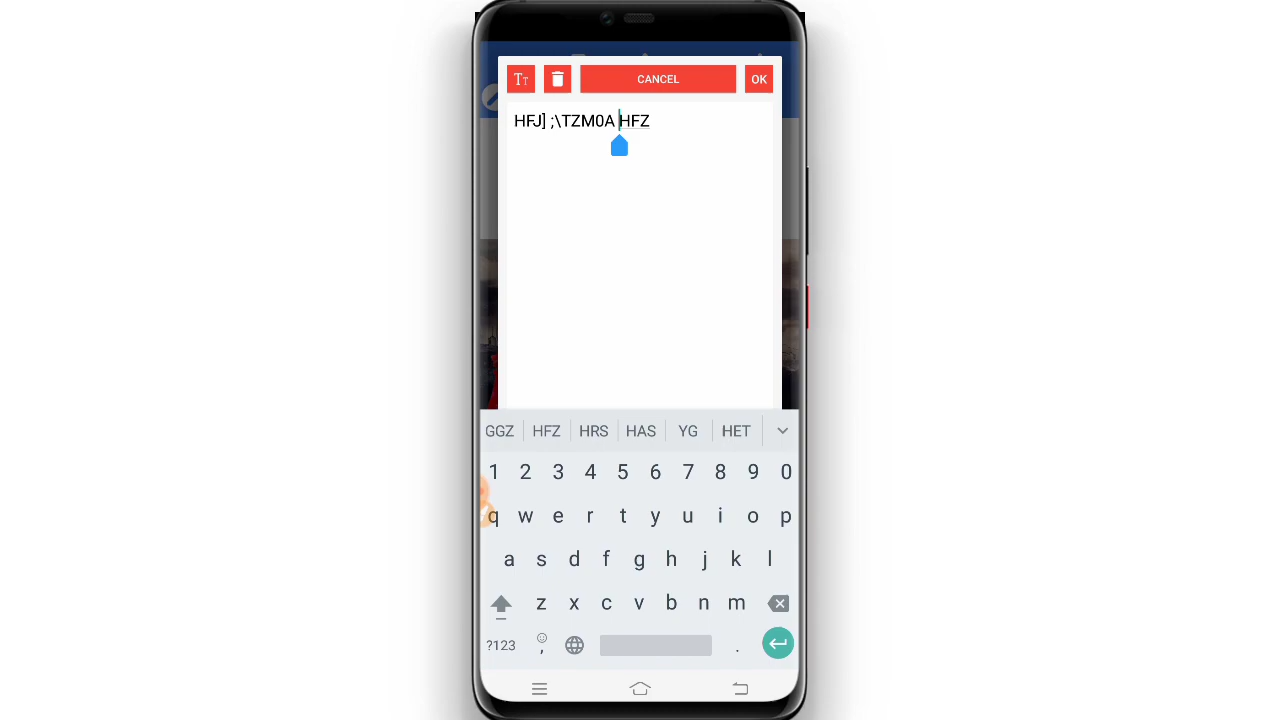 Tт CANCEL OK
HFJ] ;\TZM0A HFZ
GGZ HFZ HRS HAS YG HET
1 2 3 4 5 6 7 8 9 0
q w e r t y u i o p
a s d f g h j k l
z x c v b n m
?123 , .